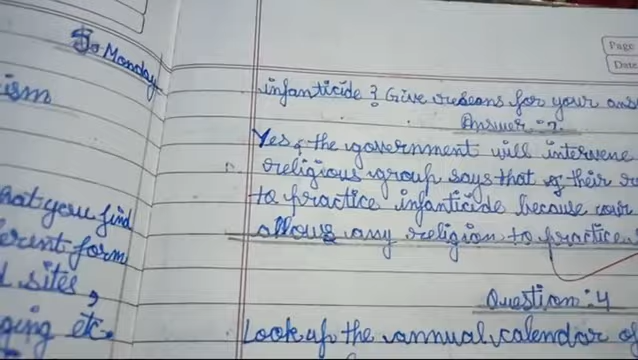 So Monday
ism
hat you find
erent form
sites,
ging etc.
Page
Date
infanticide? Give reseans for your ans
Answer :-
Yes, the government will intervene
religious group says that of their
to practice infanticide because
allows any religion to practice
Question :4
Look up the annual calendar of